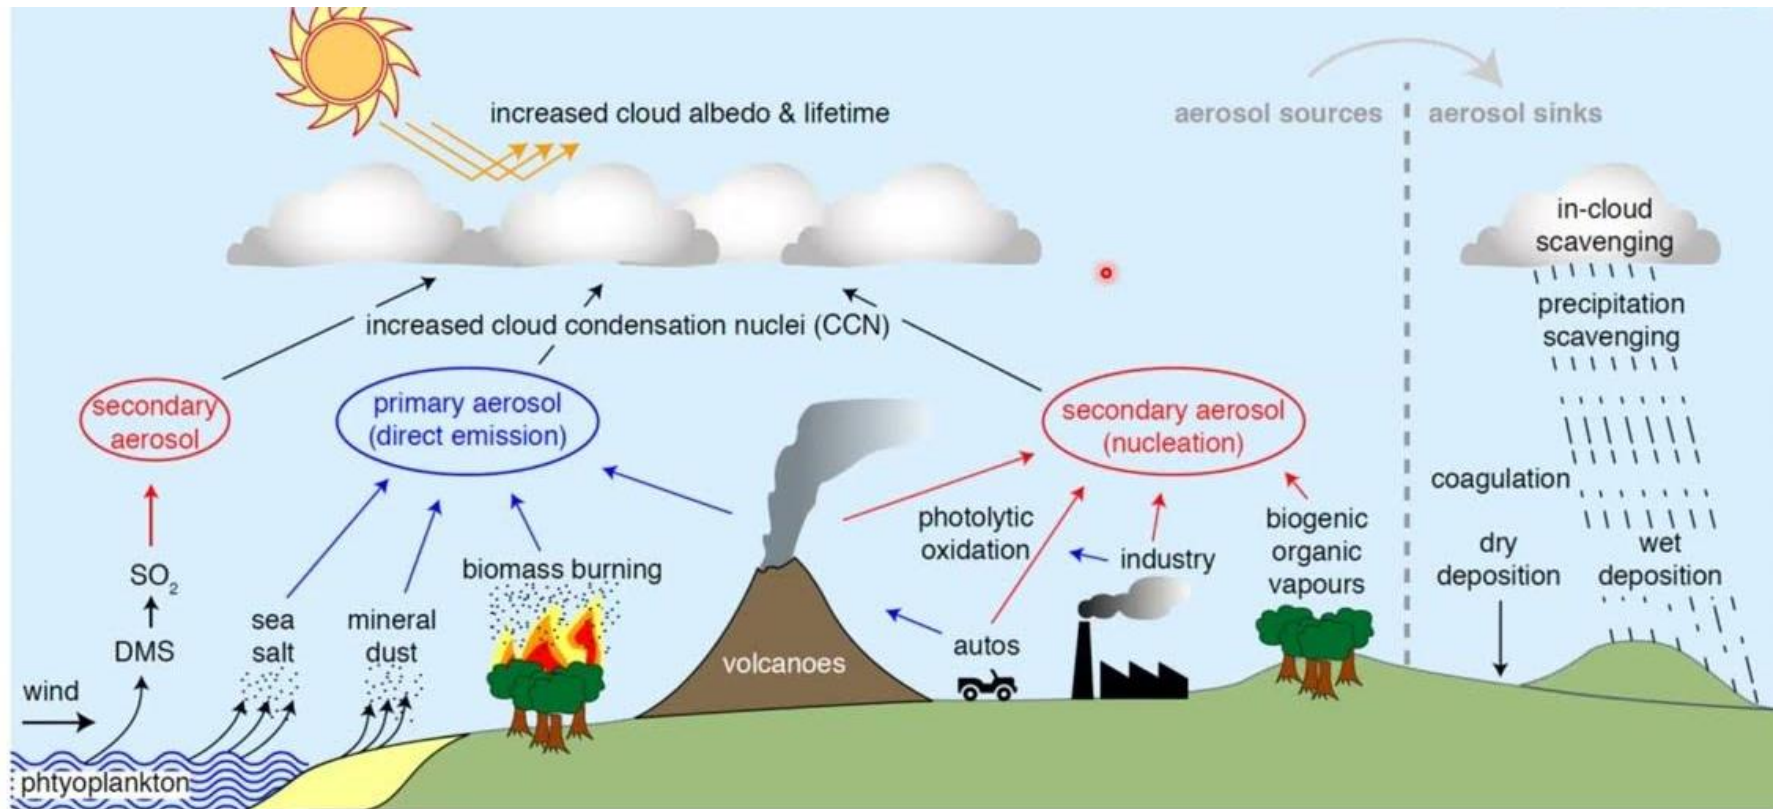 increased cloud albedo & lifetime
aerosol sources
aerosol sinks
in-cloud
scavenging
precipitation
scavenging
increased cloud condensation nuclei (CCN)
secondary
aerosol
primary aerosol
(direct emission)
secondary aerosol
(nucleation)
coagulation
photolytic
oxidation
biogenic
organic
vapours
dry
deposition
wet
deposition
SO₂
biomass burning
industry
sea
salt
mineral
dust
DMS
autos
volcanoes
wind
phtyoplankton